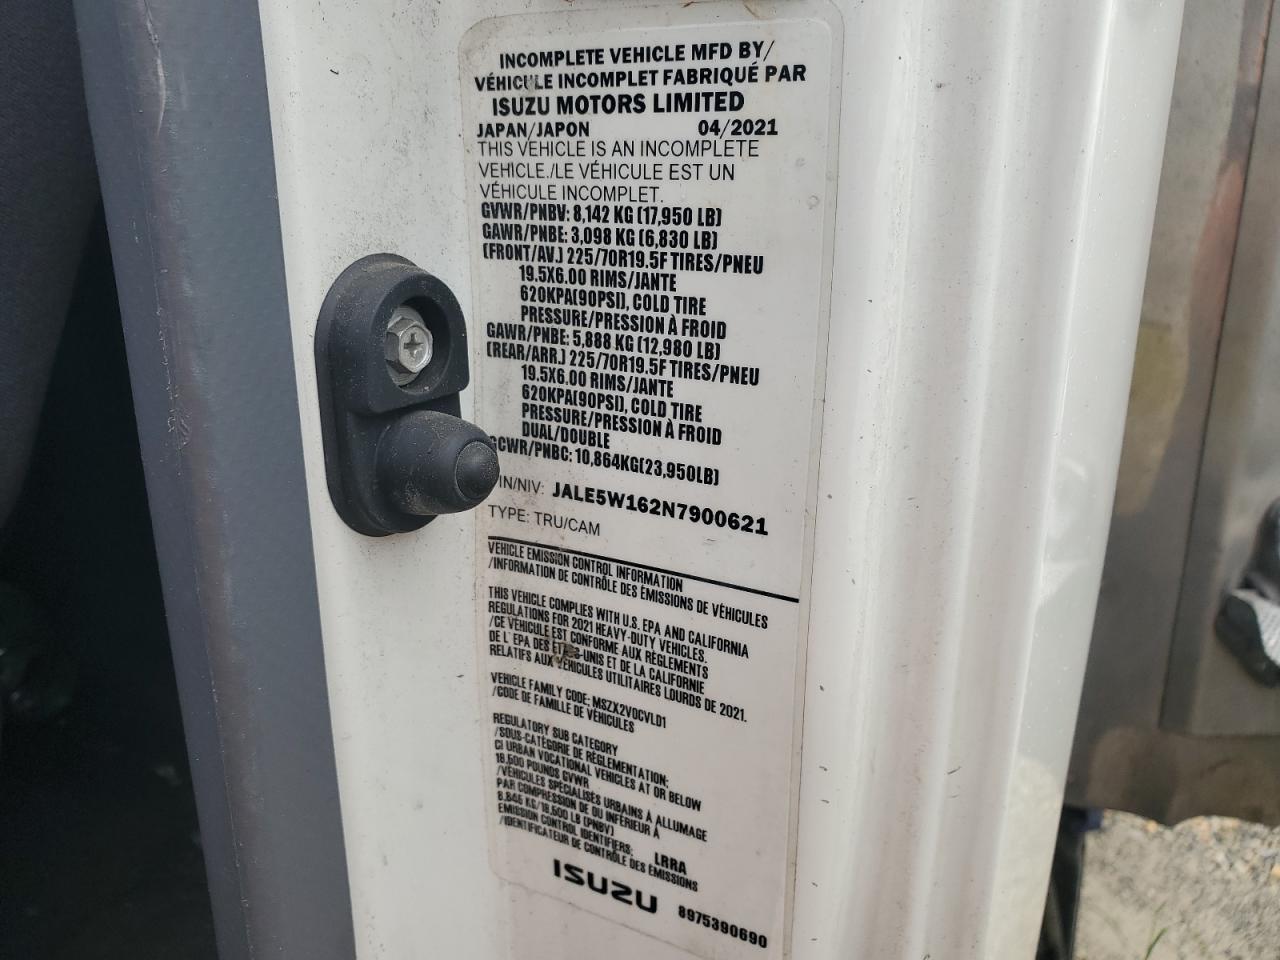 INCOMPLETE VEHICLE MFD BY/
VÉHICULE INCOMPLET FABRIQUÉ PAR
ISUZU MOTORS LIMITED
JAPAN/JAPON 04/2021
THIS VEHICLE IS AN INCOMPLETE
VEHICLE./LE VÉHICULE EST UN
VÉHICULE INCOMPLET.
GVWR/PNBV: 8,142 KG (17,950 LB)
GAWR/PNBE: 3,098 KG (6,830 LB)
(FRONT/AV.) 225/70R19.5F TIRES/PNEU
19.5X6.00 RIMS/JANTE
620KPA(90PSI), COLD TIRE
PRESSURE/PRESSION À FROID
GAWR/PNBE: 5,888 KG (12,980 LB)
(REAR/ARR.) 225/70R19.5F TIRES/PNEU
19.5X6.00 RIMS/JANTE
620KPA(90PSI), COLD TIRE
PRESSURE/PRESSION À FROID
DUAL/DOUBLE
GCWR/PNBC: 10,864KG(23,950LB)
IN/NIV: JALE5W162N7900621
TYPE: TRU/CAM
VEHICLE EMISSION CONTROL INFORMATION
/INFORMATION DE CONTRÔLE DES ÉMISSIONS DE VÉHICULES
THIS VEHICLE COMPLIES WITH U.S. EPA AND CALIFORNIA
REGULATIONS FOR 2021 HEAVY-DUTY VEHICLES.
/CE VÉHICULE EST CONFORME AUX RÈGLEMENTS
DE L'EPA DES ÉTATS-UNIS ET DE LA CALIFORNIE
RELATIFS AUX VÉHICULES UTILITAIRES LOURDS DE 2021.
VEHICLE FAMILY CODE: MSZX2VOCVLD1
/CODE DE FAMILLE DE VÉHICULES
REGULATORY SUB CATEGORY
/SOUS-CATÉGORIE DE RÉGLEMENTATION:
CI URBAN VOCATIONAL VEHICLES AT OR BELOW
19,500 POUNDS GVWR
/VÉHICULES SPÉCIALISÉS URBAINS À ALLUMAGE
PAR COMPRESSION DE OU INFÉRIEUR À
8,845 KG/19,500 LB (PNBV)
EMISSION CONTROL IDENTIFIERS: LRRA
/IDENTIFICATEUR DE CONTRÔLE DES ÉMISSIONS
ISUZU 8975390690